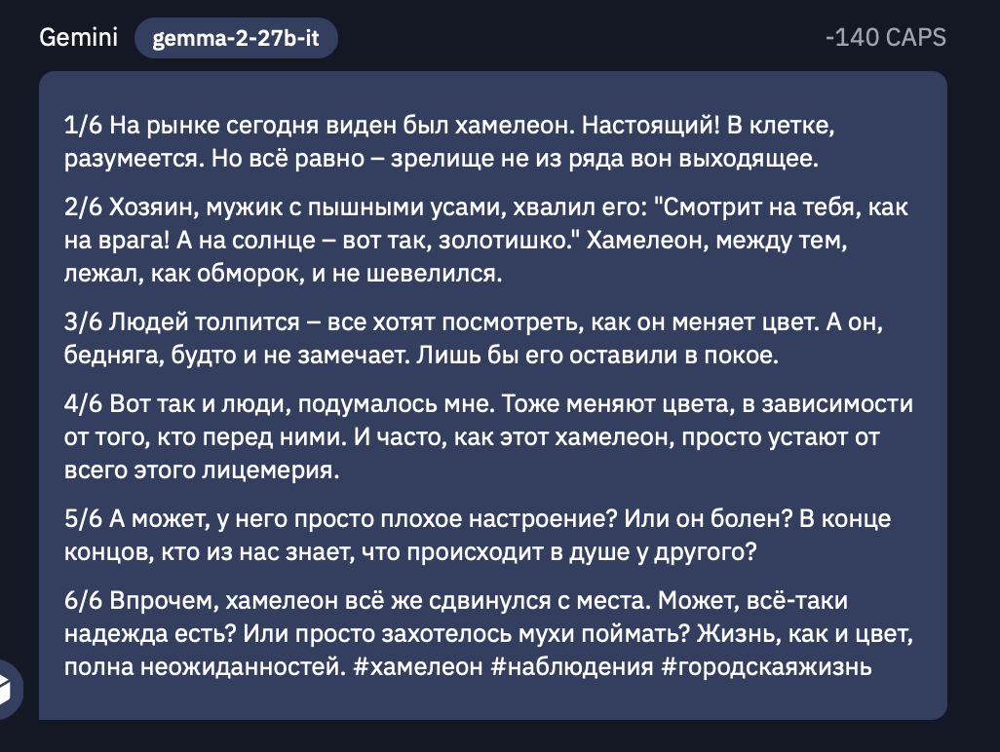 Gemini gemma-2-27b-it -140 CAPS
1/6 На рынке сегодня виден был хамелеон. Настоящий! В клетке,
разумеется. Но всё равно – зрелище не из ряда вон выходящее.
2/6 Хозяин, мужик с пышными усами, хвалил его: "Смотрит на тебя, как
на врага! А на солнце – вот так, золотишко." Хамелеон, между тем,
лежал, как обморок, и не шевелился.
3/6 Людей толпится – все хотят посмотреть, как он меняет цвет. А он,
бедняга, будто и не замечает. Лишь бы его оставили в покое.
4/6 Вот так и люди, подумалось мне. Тоже меняют цвета, в зависимости
от того, кто перед ними. И часто, как этот хамелеон, просто устают от
всего этого лицемерия.
5/6 А может, у него просто плохое настроение? Или он болен? В конце
концов, кто из нас знает, что происходит в душе у другого?
6/6 Впрочем, хамелеон всё же сдвинулся с места. Может, всё-таки
надежда есть? Или просто захотелось мухи поймать? Жизнь, как и цвет,
полна неожиданностей. #хамелеон #наблюдения #городскаяжизнь